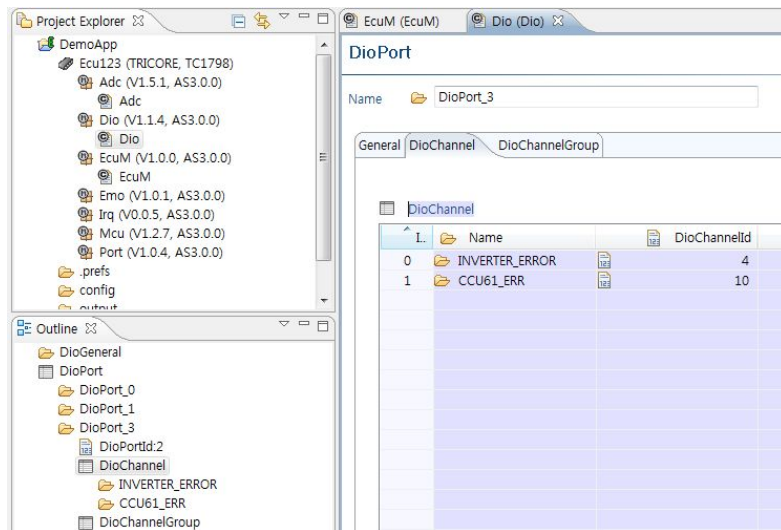 Project Explorer
DemoApp
Ecu123 (TRICORE, TC1798)
Adc (V1.5.1, AS3.0.0)
Adc
Dio (V1.1.4, AS3.0.0)
Dio
EcuM (V1.0.0, AS3.0.0)
EcuM
Emo (V1.0.1, AS3.0.0)
Irq (V0.0.5, AS3.0.0)
Mcu (V1.2.7, AS3.0.0)
Port (V1.0.4, AS3.0.0)
.prefs
config
output
Outline
DioGeneral
DioPort
DioPort_0
DioPort_1
DioPort_3
DioPortId:2
DioChannel
INVERTER_ERROR
CCU61_ERR
DioChannelGroup
EcuM (EcuM) Dio (Dio)
DioPort
Name DioPort_3
General DioChannel DioChannelGroup
DioChannel
I.. Name DioChannelId
0 INVERTER_ERROR 4
1 CCU61_ERR 10